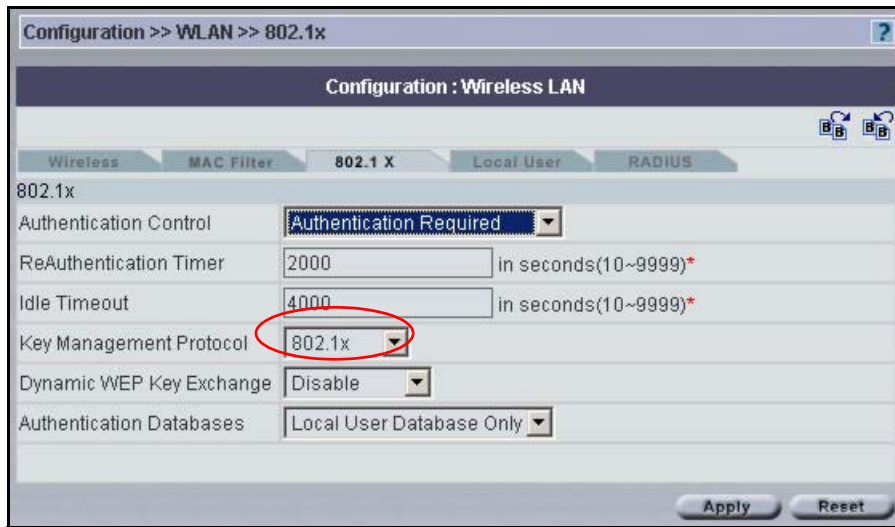 Configuration >> WLAN >> 802.1x ?
Configuration : Wireless LAN
B B B B
Wireless MAC Filter 802.1 X Local User RADIUS
802.1x
Authentication Control Authentication Required
ReAuthentication Timer 2000 in seconds(10~9999)*
Idle Timeout 4000 in seconds(10~9999)*
Key Management Protocol 802.1x
Dynamic WEP Key Exchange Disable
Authentication Databases Local User Database Only
Apply Reset